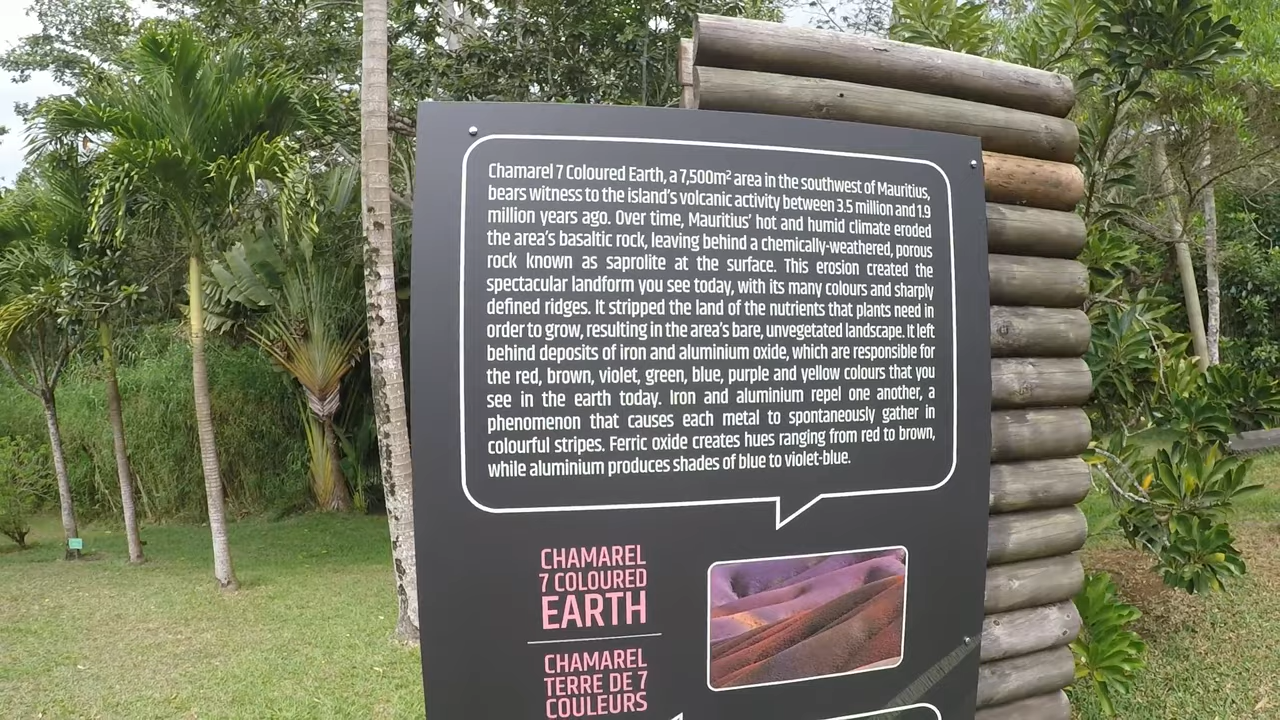 Chamarel 7 Coloured Earth, a 7,500m² area in the southwest of Mauritius,
bears witness to the island's volcanic activity between 3.5 million and 1.9
million years ago. Over time, Mauritius' hot and humid climate eroded
the area's basaltic rock, leaving behind a chemically-weathered, porous
rock known as saprolite at the surface. This erosion created the
spectacular landform you see today, with its many colours and sharply
defined ridges. It stripped the land of the nutrients that plants need in
order to grow, resulting in the area's bare, unvegetated landscape. It left
behind deposits of iron and aluminium oxide, which are responsible for
the red, brown, violet, green, blue, purple and yellow colours that you
see in the earth today. Iron and aluminium repel one another, a
phenomenon that causes each metal to spontaneously gather in
colourful stripes. Ferric oxide creates hues ranging from red to brown,
while aluminium produces shades of blue to violet-blue.
CHAMAREL
7 COLOURED
EARTH
CHAMAREL
TERRE DE 7
COULEURS